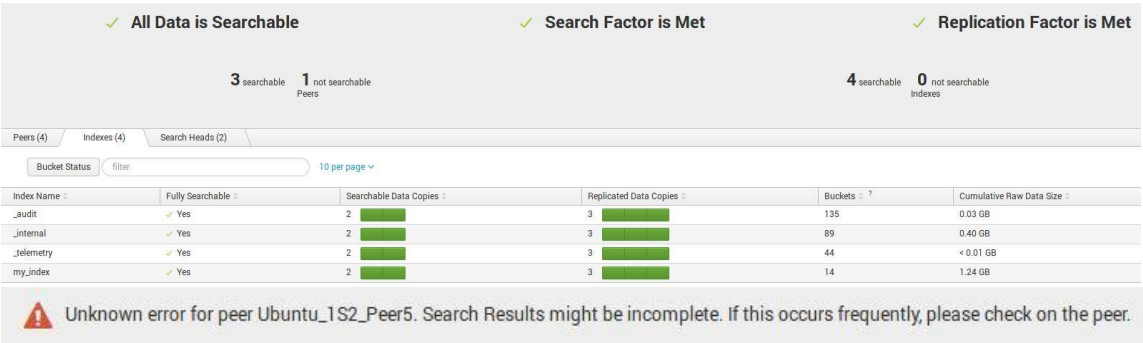 All Data is Searchable Search Factor is Met Replication Factor is Met
3 searchable 1 not searchable 4 searchable 0 not searchable
Peers Indexes
Peers (4) Indexes (4) Search Heads (2)
Bucket Status filter 10 per page
Index Name Fully Searchable Searchable Data Copies Replicated Data Copies Buckets ? Cumulative Raw Data Size
_audit Yes 2 3 135 0.03 GB
_internal Yes 2 3 89 0.40 GB
_telemetry Yes 2 3 44 < 0.01 GB
my_index Yes 2 3 14 1.24 GB
Unknown error for peer Ubuntu_1S2_Peer5. Search Results might be incomplete. If this occurs frequently, please check on the peer.